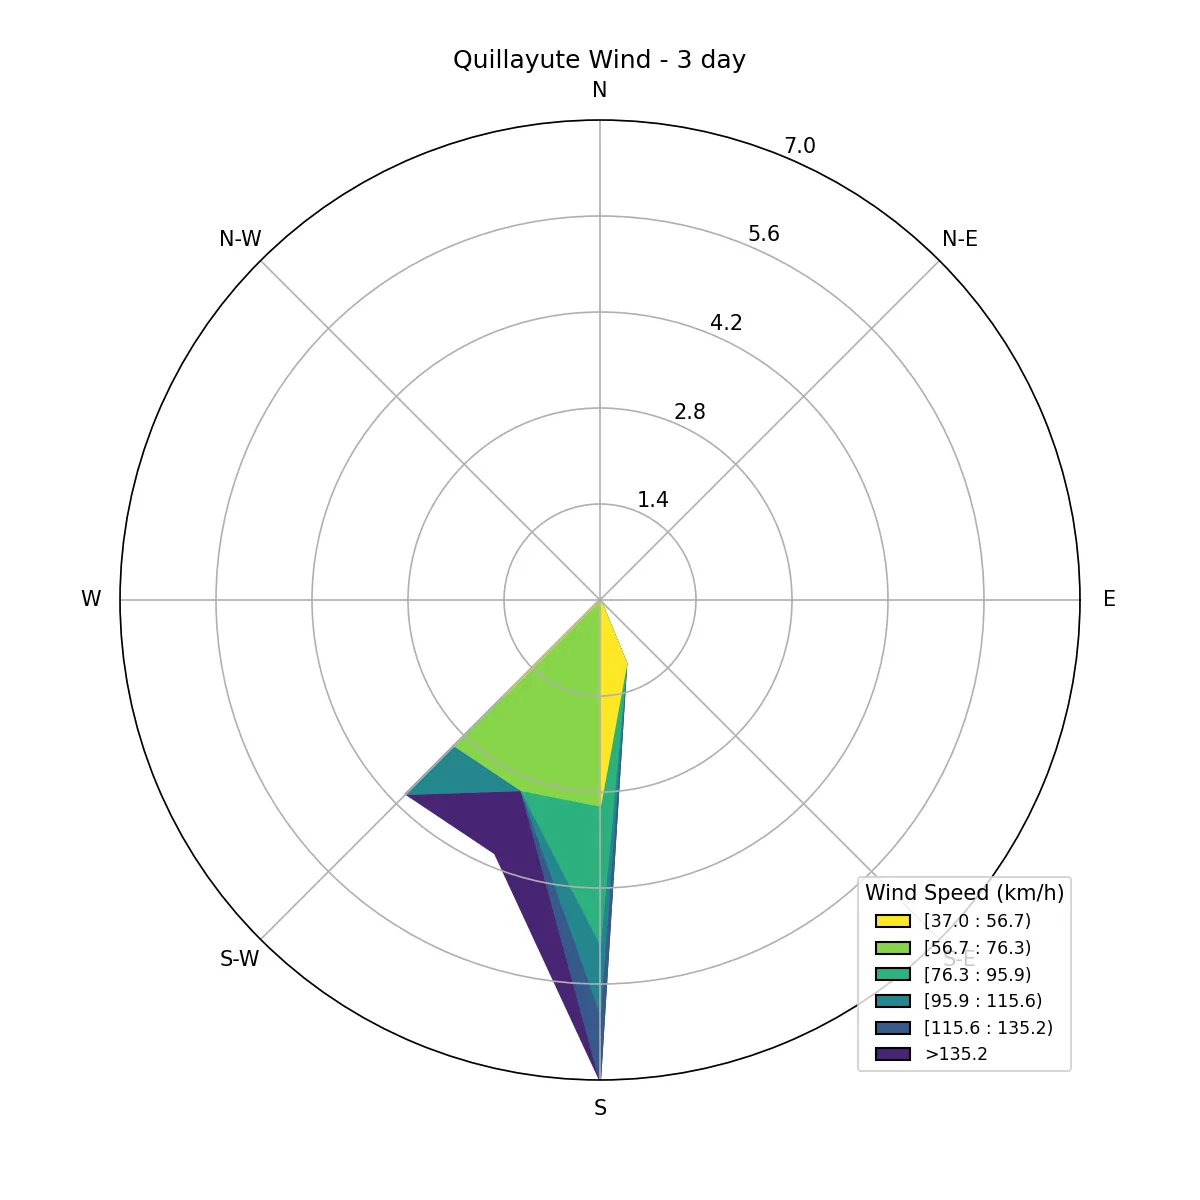 Quillayute Wind - 3 day
N
7.0
N-W
5.6
N-E
4.2
2.8
1.4
W
E
S-W
S-E
S
Wind Speed (km/h)
[37.0 : 56.7)
[56.7 : 76.3)
[76.3 : 95.9)
[95.9 : 115.6)
[115.6 : 135.2)
>135.2